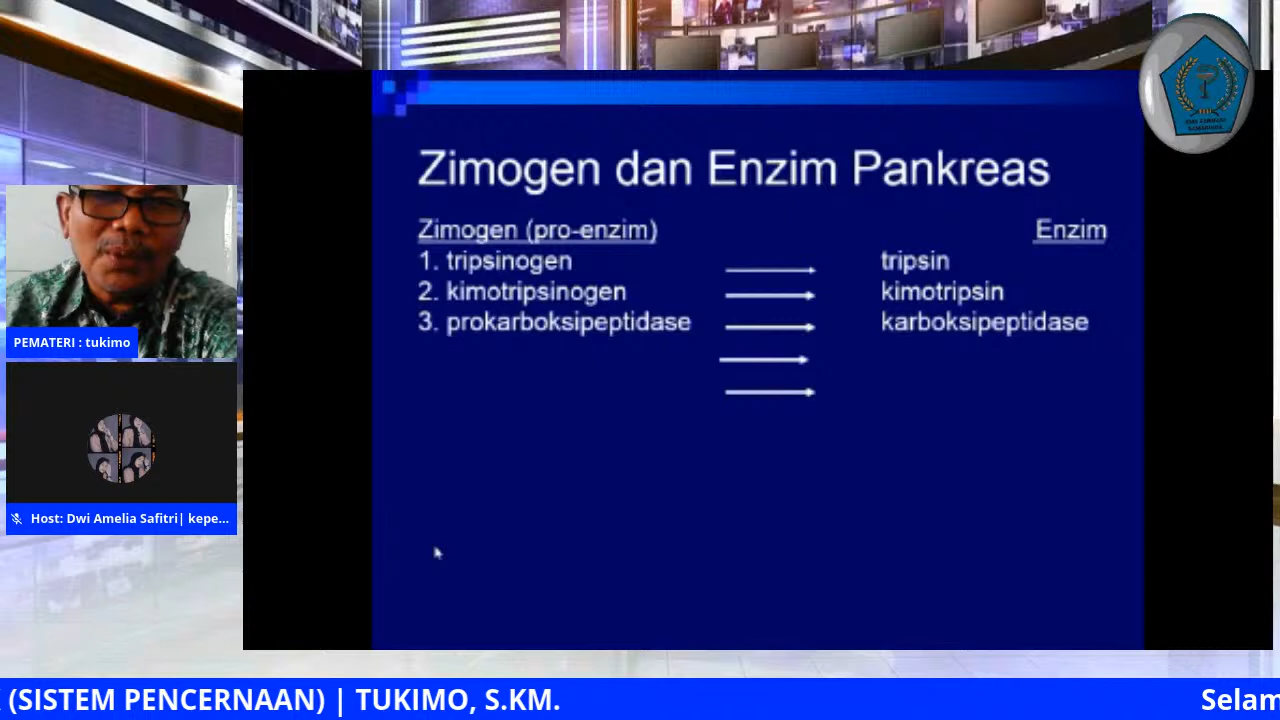 Zimogen dan Enzim Pankreas
Zimogen (pro-enzim) Enzim
1. tripsinogen tripsin
2. kimotripsinogen kimotripsin
3. prokarboksipeptidase karboksipeptidase
PEMATERI : tukimo
Host: Dwi Amelia Safitri| kepe...
(SISTEM PENCERNAAN) | TUKIMO, S.KM.
Selam